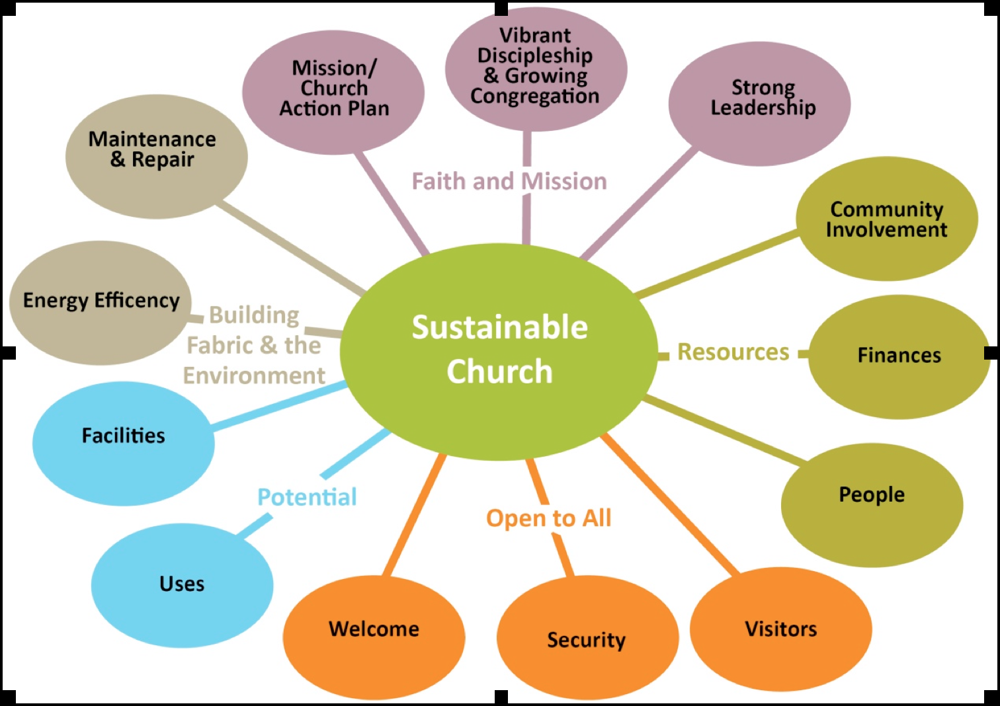 Vibrant
Discipleship
& Growing
Congregation
Mission/
Church
Action Plan
Strong
Leadership
Maintenance
& Repair
Faith and Mission
Community
Involvement
Energy Efficency
Building
Fabric & the
Environment
Sustainable
Church
Resources
Finances
Facilities
Potential
Open to All
People
Uses
Welcome
Security
Visitors